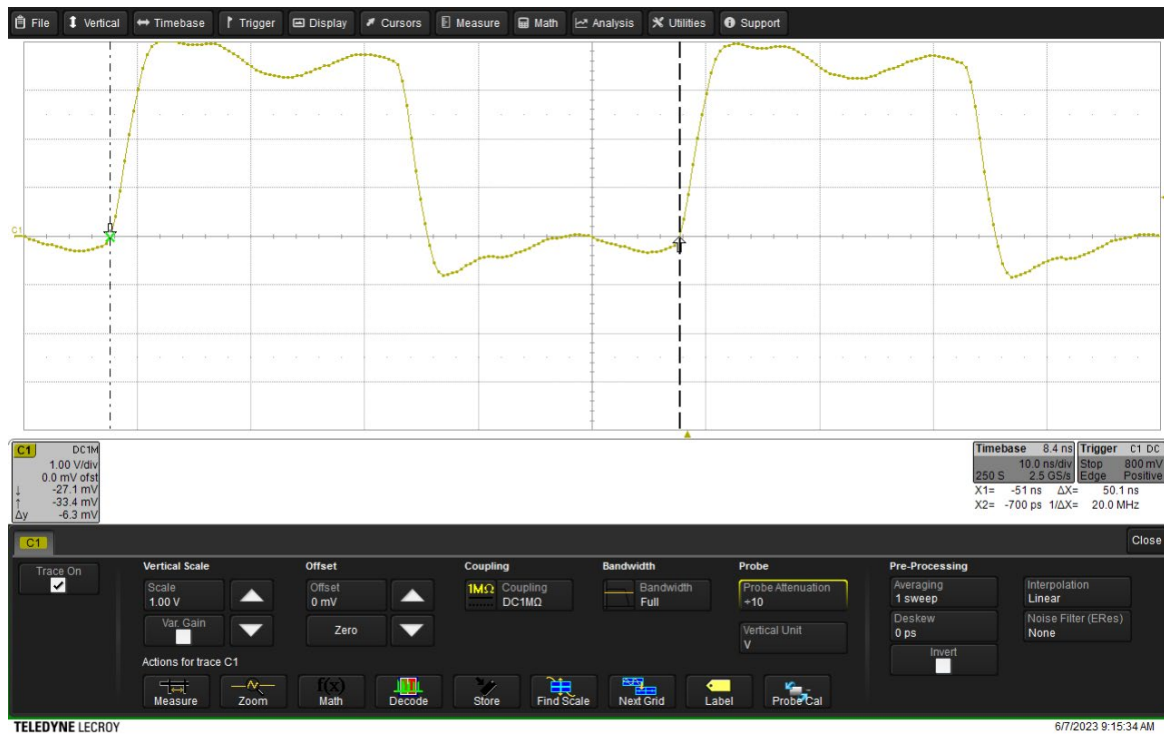 File Vertical Timebase Trigger Display Cursors Measure Math Analysis Utilities Support
C1
C1 DC1M
1.00 V/div
0.0 mV ofst
↓ -27.1 mV
↑ -33.4 mV
Δy -6.3 mV
Timebase 8.4 ns
10.0 ns/div
250 S 2.5 GS/s
Trigger C1 DC
Stop 800 mV
Edge Positive
X1= -51 ns ΔX= 50.1 ns
X2= -700 ps 1/ΔX= 20.0 MHz
C1
Close
Trace On
Vertical Scale
Scale
1.00 V
Var. Gain
Offset
Offset
0 mV
Zero
Coupling
1MΩ Coupling
DC1MΩ
Bandwidth
Bandwidth
Full
Probe
Probe Attenuation
÷10
Vertical Unit
V
Pre-Processing
Averaging
1 sweep
Deskew
0 ps
Invert
Interpolation
Linear
Noise Filter (ERes)
None
Actions for trace C1
Measure
Zoom
f(x)
Math
Decode
Store
Find Scale
Next Grid
Label
Probe Cal
TELEDYNE LECROY
6/7/2023 9:15:34 AM